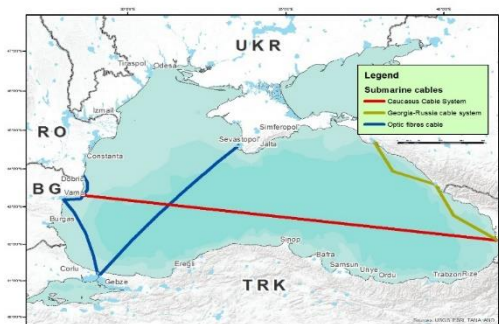 UKR
Tiraspol
Odesa
Legend
Submarine cables
Caucasus Cable System
Georgia-Russia cable system
Optic fibres cable
Izmail
RO
Simferopol
Sevastopol
Jalta
Constanta
Dobric
BG
Varna
Burgas
Sinop
Bafra
Corlu
Eregli
Samsun
Unye
Trabzon
Rize
Gebze
Ordu
TRK